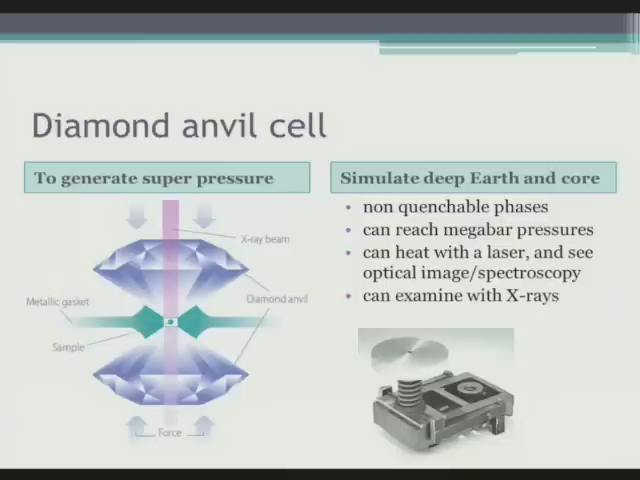 Diamond anvil cell
To generate super pressure
X-ray beam
Metallic gasket
Diamond anvil
Sample
Force
Simulate deep Earth and core
• non quenchable phases
• can reach megabar pressures
• can heat with a laser, and see
optical image/spectroscopy
• can examine with X-rays